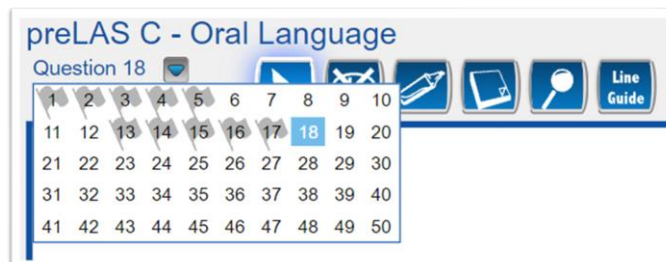 preLAS C - Oral Language
Question 18
Line
Guide
1 2 3 4 5 6 7 8 9 10
11 12 13 14 15 16 17 18 19 20
21 22 23 24 25 26 27 28 29 30
31 32 33 34 35 36 37 38 39 40
41 42 43 44 45 46 47 48 49 50